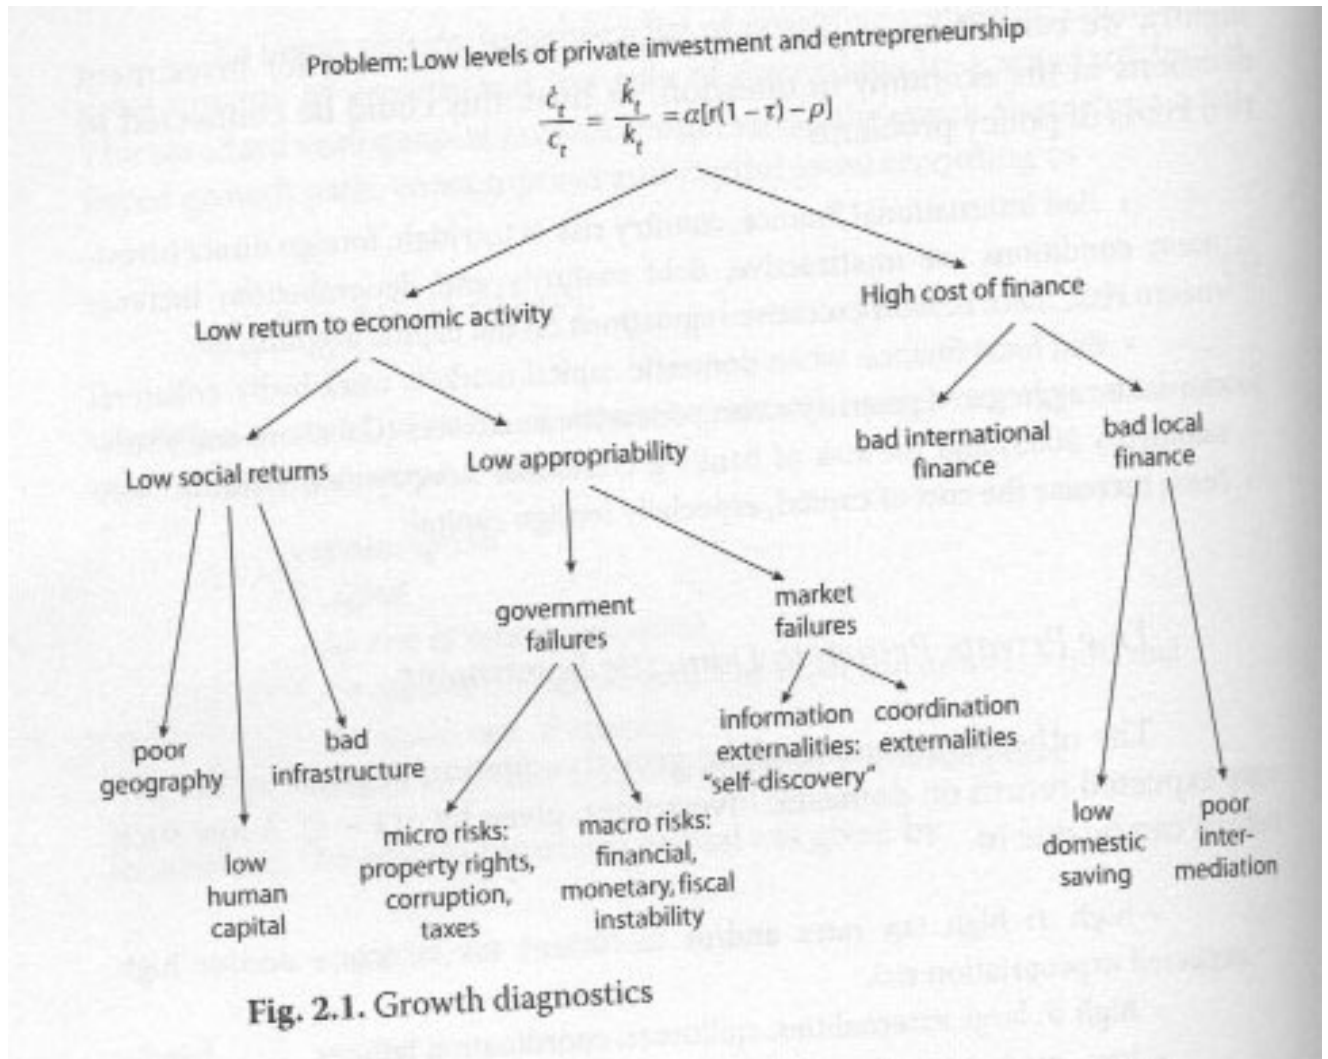 Problem: Low levels of private investment and entrepreneurship
ċ_t/c_t = k̇_t/k_t = α[r(1 − τ) − ρ]
Low return to economic activity
High cost of finance
Low social returns
Low appropriability
bad international
finance
bad local
finance
government
failures
market
failures
poor
geography
low
human
capital
bad
infrastructure
micro risks:
property rights,
corruption,
taxes
macro risks:
financial,
monetary, fiscal
instability
information
externalities:
"self-discovery"
coordination
externalities
low
domestic
saving
poor
inter-
mediation
Fig. 2.1. Growth diagnostics